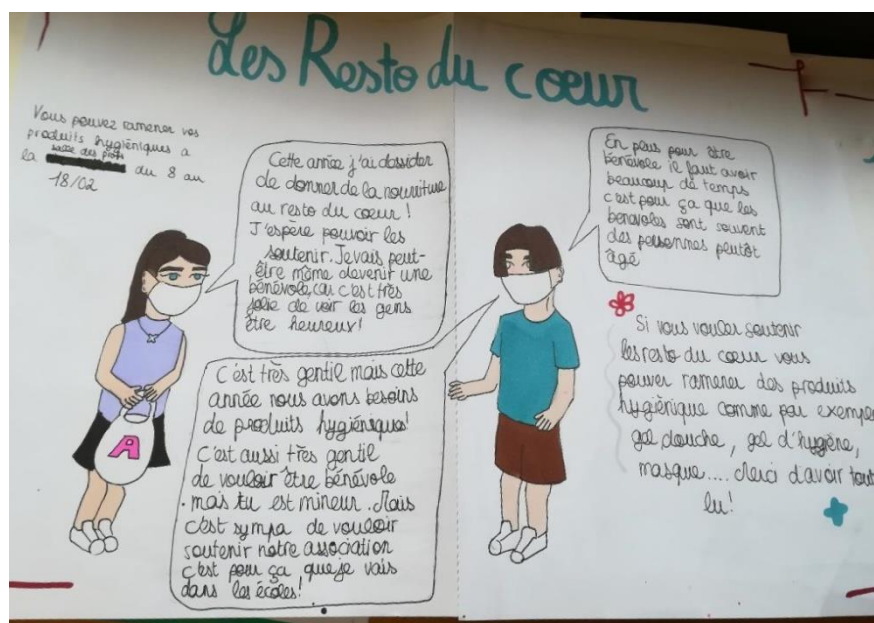 Les Resto du coeur
Vous pouvez ramener vos
produits hygiéniques a
salle des profs
la du 8 au
18/02
Cette année j'ai dossider
de donner de la nourriture
au resto du coeur !
J'espère pouvoir les
soutenir. Je vais peut-
être même devenir une
bénévole, car c'est très
jolie de voir les gens
être heureux !
C'est très gentil mais cette
année nous avons besoins
de produits hygiéniques!
C'est aussi très gentil
de vouloir être bénévole
mais tu est mineur. Mais
c'est sympa de vouloir
soutenir notre association
c'est pour ça que je vais
dans les écoles!
A
En plus pour être
bénévole il faut avoir
beaucoup de temps
c'est pour ça que les
benevoles sont souvent
des personnes plutôt
âgé
Si vous vouler soutenir
les resto du coeur vous
pouver ramener des produits
hygiènique comme par exemple
gel douche, gel d'hygiène,
masque.... Merci d'avoir tout
lu!